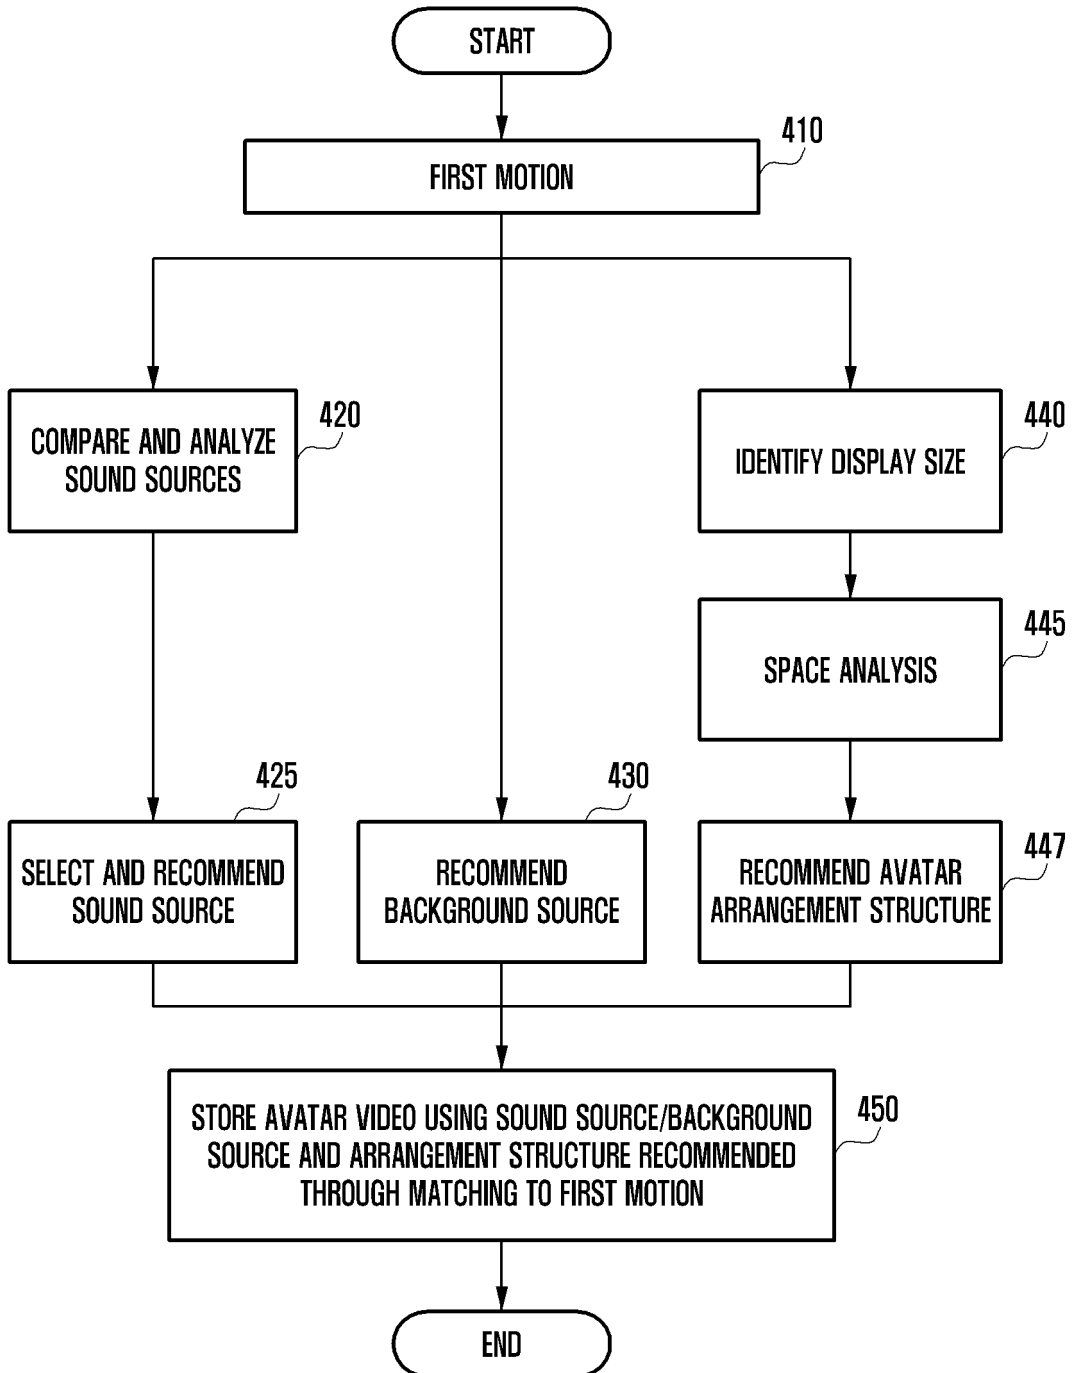 START
410
FIRST MOTION
420
COMPARE AND ANALYZE
SOUND SOURCES
440
IDENTIFY DISPLAY SIZE
445
SPACE ANALYSIS
425
SELECT AND RECOMMEND
SOUND SOURCE
430
RECOMMEND
BACKGROUND SOURCE
447
RECOMMEND AVATAR
ARRANGEMENT STRUCTURE
450
STORE AVATAR VIDEO USING SOUND SOURCE/BACKGROUND
SOURCE AND ARRANGEMENT STRUCTURE RECOMMENDED
THROUGH MATCHING TO FIRST MOTION
END